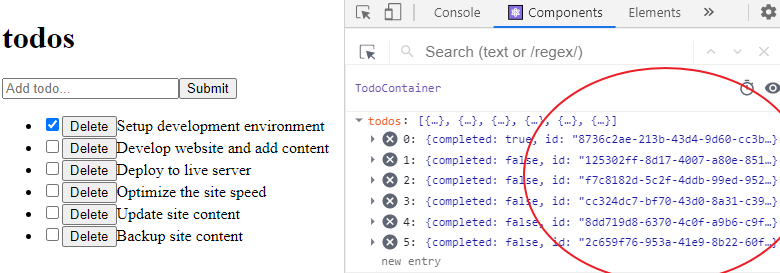 todos
Add todo...
Submit
Delete Setup development environment
Delete Develop website and add content
Delete Deploy to live server
Delete Optimize the site speed
Delete Update site content
Delete Backup site content
Console Components Elements »
Search (text or /regex/)
TodoContainer
todos: [{…}, {…}, {…}, {…}, {…}, {…}]
0: {completed: true, id: "8736c2ae-213b-43d4-9d60-cc3b…}
1: {completed: false, id: "125302ff-8d17-4007-a80e-851…}
2: {completed: false, id: "f7c8182d-5c2f-4ddb-99ed-952…}
3: {completed: false, id: "cc324dc7-bf70-43d0-8a31-c39…}
4: {completed: false, id: "8dd719d8-6370-4c0f-a9b6-c9f…}
5: {completed: false, id: "2c659f76-953a-41e9-8b22-60f…}
new entry